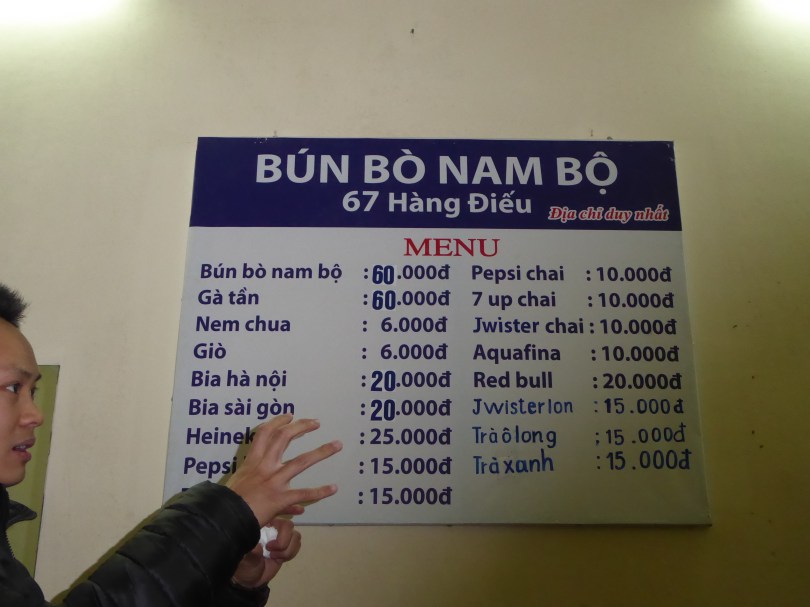 BÚN BÒ NAM BỘ
67 Hàng Điếu
Địa chỉ duy nhất
MENU
Bún bò nam bộ : 60.000đ
Gà tần : 60.000đ
Nem chua : 6.000đ
Giò : 6.000đ
Bia hà nội : 20.000đ
Bia sài gòn : 20.000đ
: 25.000đ
Pepsi : 15.000đ
: 15.000đ
Pepsi chai : 10.000đ
7 up chai : 10.000đ
Jwister chai : 10.000đ
Aquafina : 10.000đ
Red bull : 20.000đ
Jwisterlon : 15.000đ
Trà ô long : 15.000đ
Trà xanh : 15.000đ